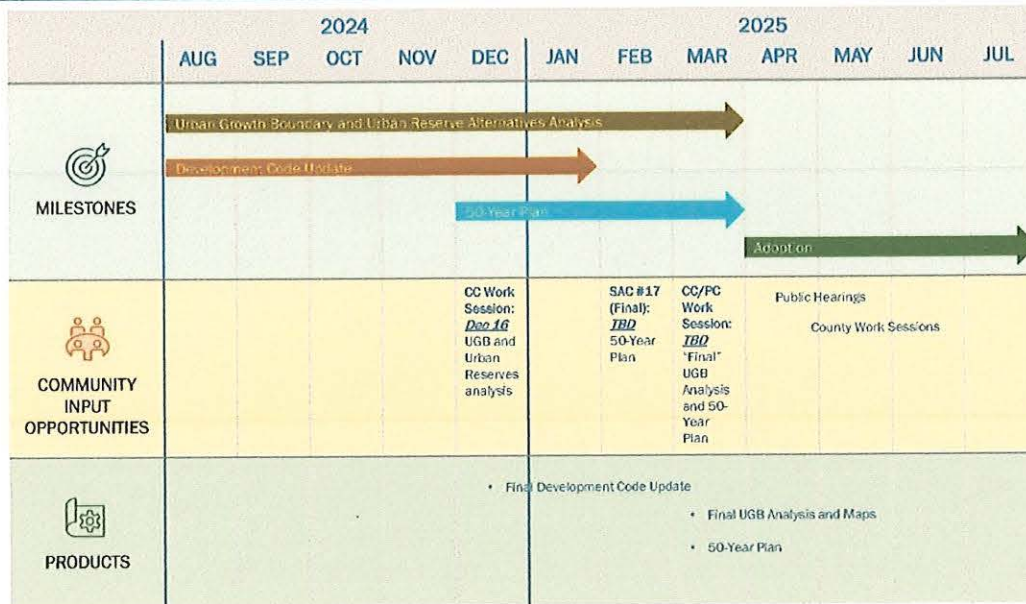 2024
2025
AUG SEP OCT NOV DEC JAN FEB MAR APR MAY JUN JUL
Urban Growth Boundary and Urban Reserve Alternatives Analysis
Development Code Update
50-Year Plan
Adoption
MILESTONES
CC Work
Session:
Dec 16
UGB and
Urban
Reserves
analysis
SAC #17
(Final):
TBD
50-Year
Plan
CC/PC
Work
Session:
TBD
"Final"
UGB
Analysis
and 50-
Year
Plan
Public Hearings
County Work Sessions
COMMUNITY
INPUT
OPPORTUNITIES
• Final Development Code Update
• Final UGB Analysis and Maps
• 50-Year Plan
PRODUCTS